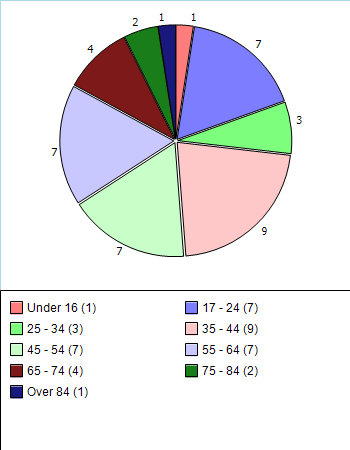 2 1 1
4 7
3
7
9
7
Under 16 (1) 17 - 24 (7)
25 - 34 (3) 35 - 44 (9)
45 - 54 (7) 55 - 64 (7)
65 - 74 (4) 75 - 84 (2)
Over 84 (1)